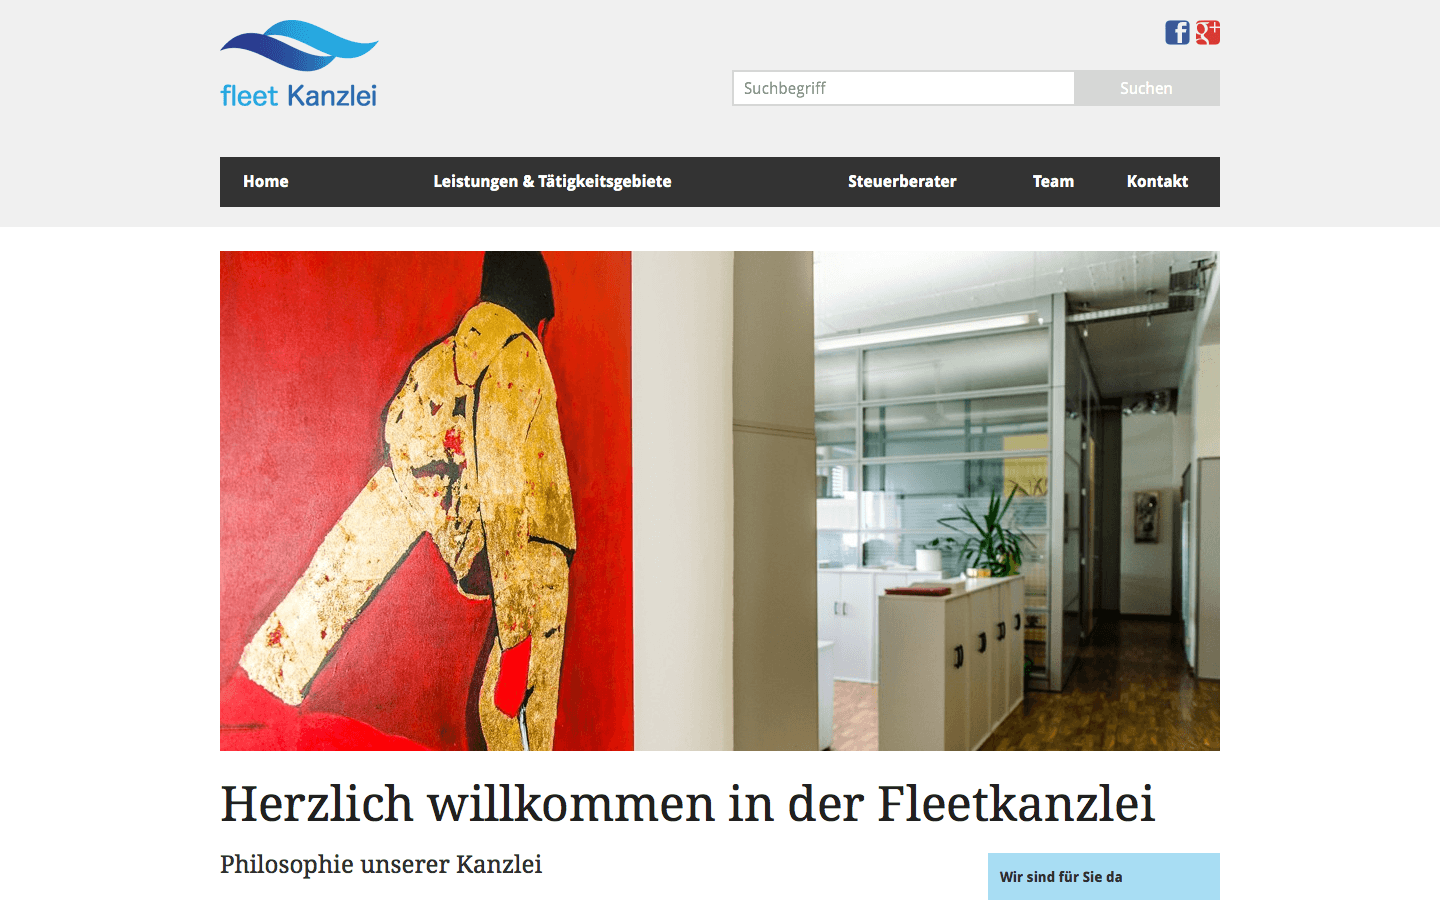 fleet Kanzlei
f g+
Suchbegriff Suchen
Home Leistungen & Tätigkeitsgebiete Steuerberater Team Kontakt
Herzlich willkommen in der Fleetkanzlei
Philosophie unserer Kanzlei
Wir sind für Sie da